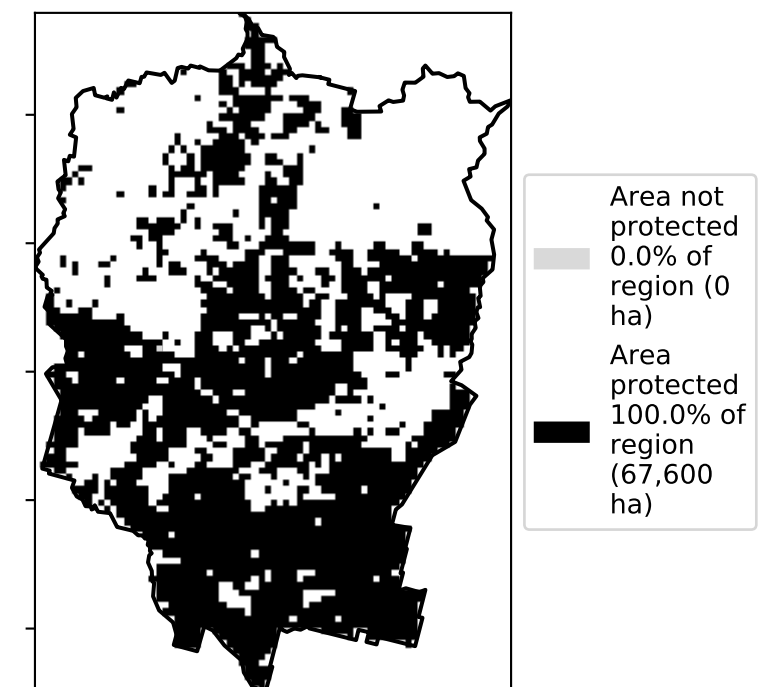 Area not
protected
0.0% of
region (0
ha)
Area
protected
100.0% of
region
(67,600
ha)